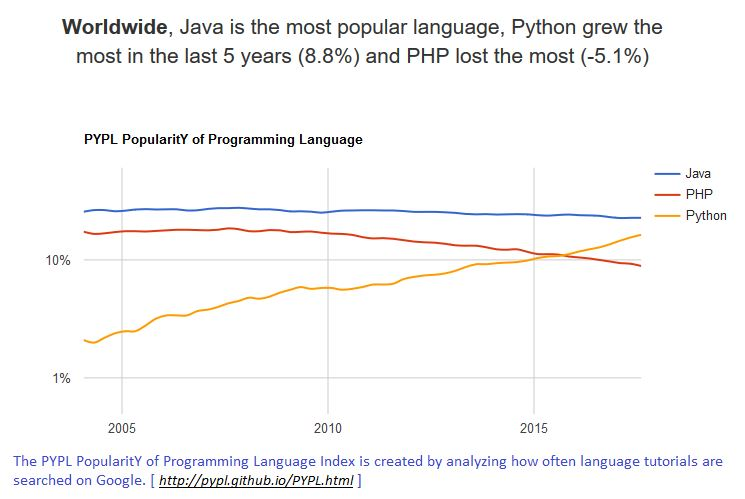 Worldwide, Java is the most popular language, Python grew the
most in the last 5 years (8.8%) and PHP lost the most (-5.1%)
PYPL PopularitY of Programming Language
Java
PHP
Python
10%
1%
2005
2010
2015
The PYPL PopularitY of Programming Language Index is created by analyzing how often language tutorials are
searched on Google. [ http://pypl.github.io/PYPL.html ]